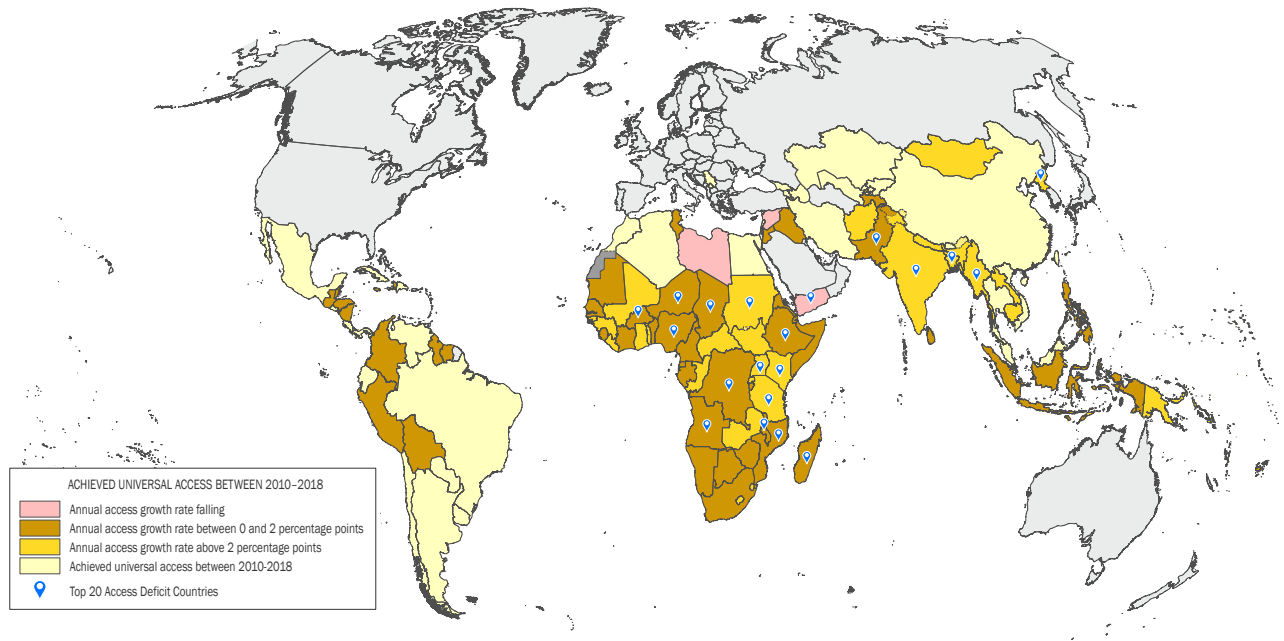 ACHIEVED UNIVERSAL ACCESS BETWEEN 2010–2018
Annual access growth rate falling
Annual access growth rate between 0 and 2 percentage points
Annual access growth rate above 2 percentage points
Achieved universal access between 2010-2018
Top 20 Access Deficit Countries